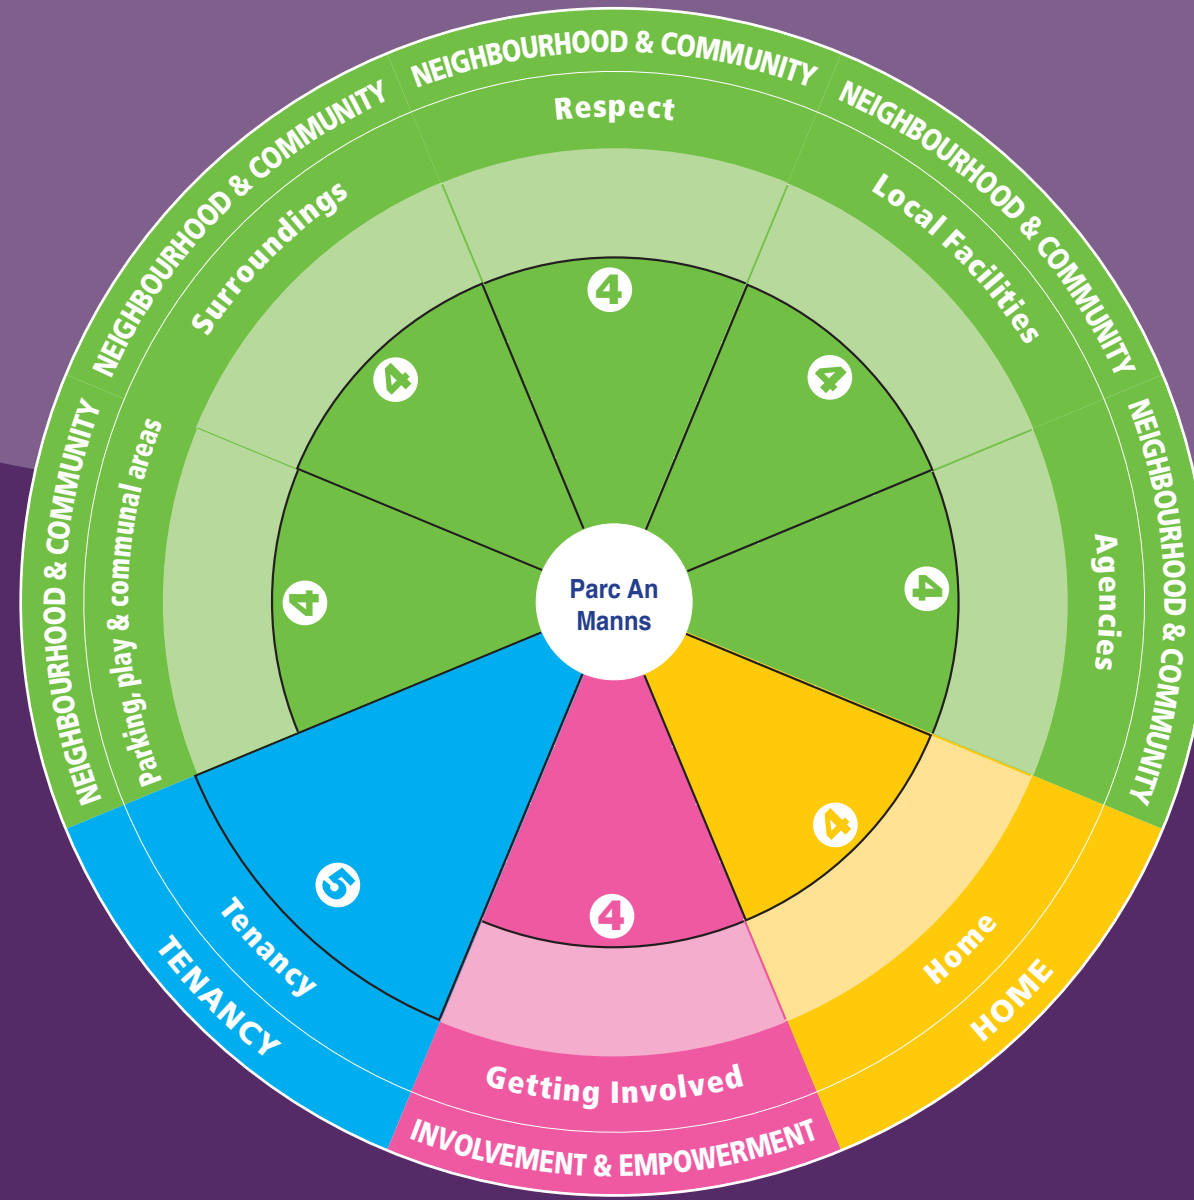 NEIGHBOURHOOD & COMMUNITY
Respect
4
NEIGHBOURHOOD & COMMUNITY
Local Facilities
4
NEIGHBOURHOOD & COMMUNITY
Agencies
4
HOME
Home
4
INVOLVEMENT & EMPOWERMENT
Getting Involved
4
TENANCY
Tenancy
5
NEIGHBOURHOOD & COMMUNITY
Parking, play & communal areas
4
NEIGHBOURHOOD & COMMUNITY
Surroundings
4
Parc An
Manns